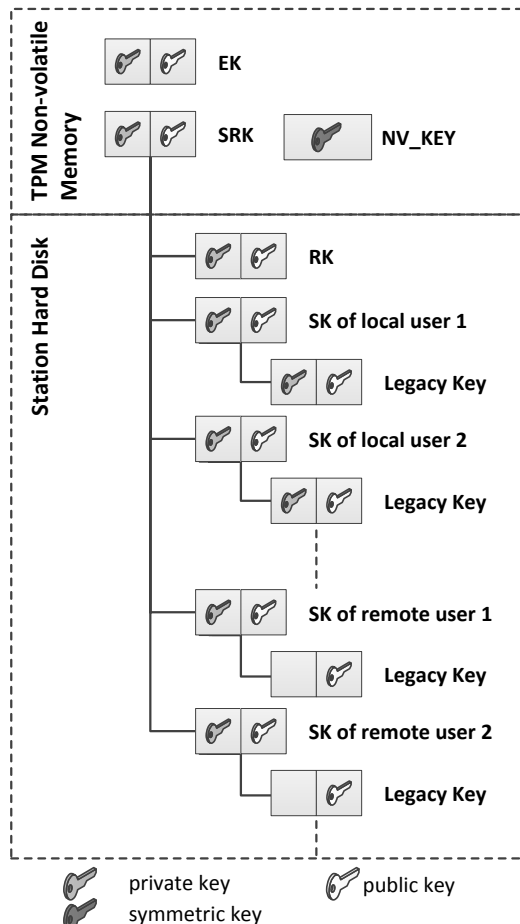 TPM Non-volatile
Memory
EK
SRK
NV_KEY
Station Hard Disk
RK
SK of local user 1
Legacy Key
SK of local user 2
Legacy Key
SK of remote user 1
Legacy Key
SK of remote user 2
Legacy Key
private key
public key
symmetric key